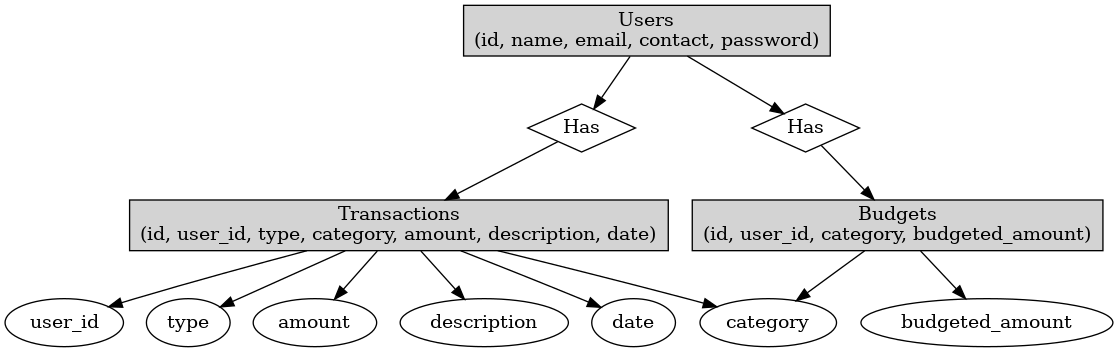 Users
(id, name, email, contact, password)
Has
Has
Transactions
(id, user_id, type, category, amount, description, date)
Budgets
(id, user_id, category, budgeted_amount)
user_id
type
amount
description
date
category
budgeted_amount